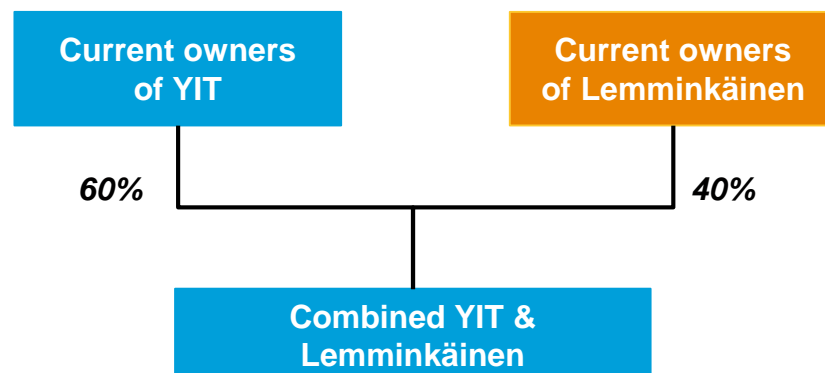 Current owners
of YIT
Current owners
of Lemminkäinen
60%
40%
Combined YIT &
Lemminkäinen